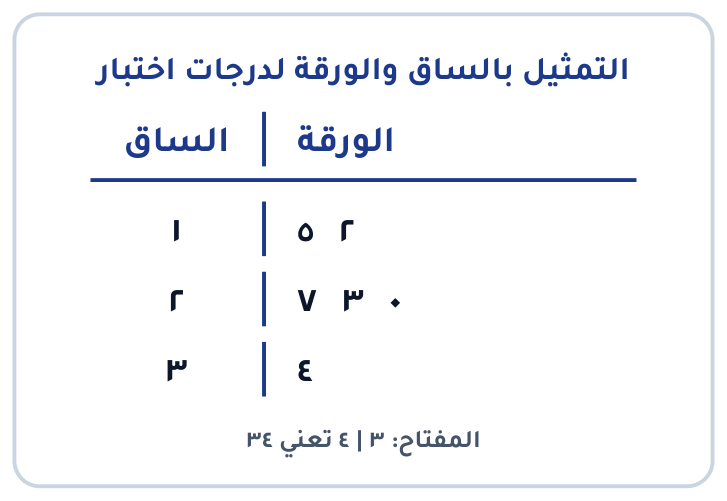 التمثيل بالساق والورقة لدرجات اختبار
الورقة | الساق
٢ ٥ | ١
٠ ٣ ٧ | ٢
٤ | ٣
المفتاح: ٣ | ٤ تعني ٣٤